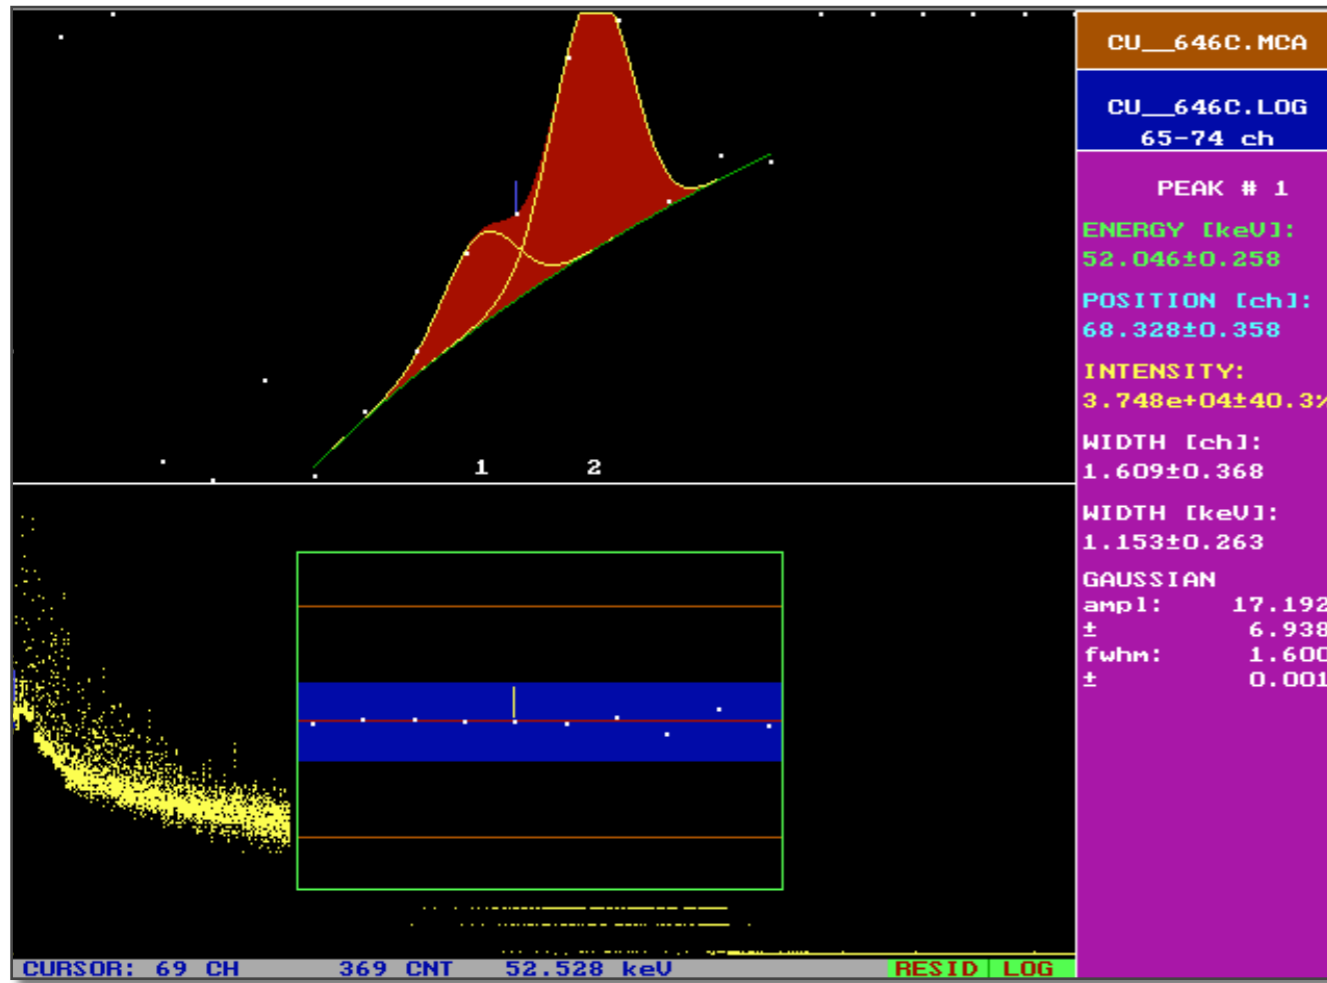 CU__646C.MCA
CU__646C.LOG
65-74 ch
PEAK # 1
ENERGY [keV]:
52.046±0.258
POSITION [ch]:
68.328±0.358
INTENSITY:
3.748e+04±40.3%
WIDTH [ch]:
1.609±0.368
WIDTH [keV]:
1.153±0.263
GAUSSIAN
ampl: 17.192
± 6.938
fwhm: 1.600
± 0.001
1 2
CURSOR: 69 CH 369 CNT 52.528 keV RESID LOG